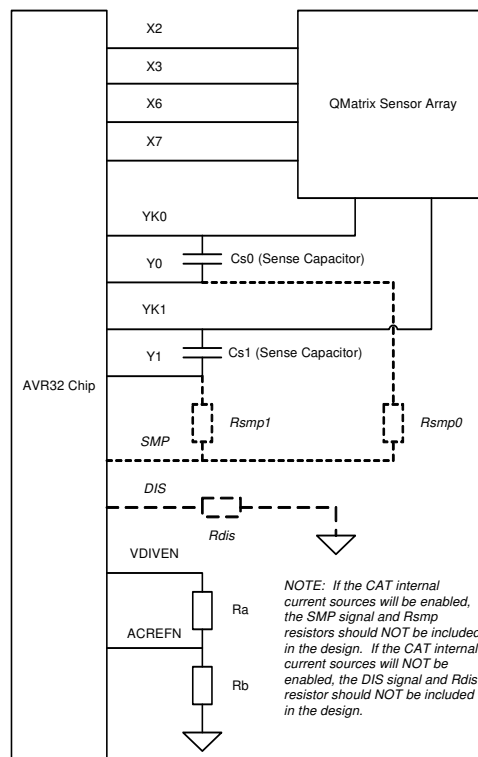 X2
X3
QMatrix Sensor Array
X6
X7
YK0
Y0
Cs0 (Sense Capacitor)
YK1
Y1
Cs1 (Sense Capacitor)
AVR32 Chip
Rsmp1
Rsmp0
SMP
DIS
Rdis
VDIVEN
NOTE: If the CAT internal
current sources will be enabled,
the SMP signal and Rsmp
resistors should NOT be included
in the design. If the CAT internal
current sources will NOT be
enabled, the DIS signal and Rdis
resistor should NOT be included
in the design.
Ra
ACREFN
Rb